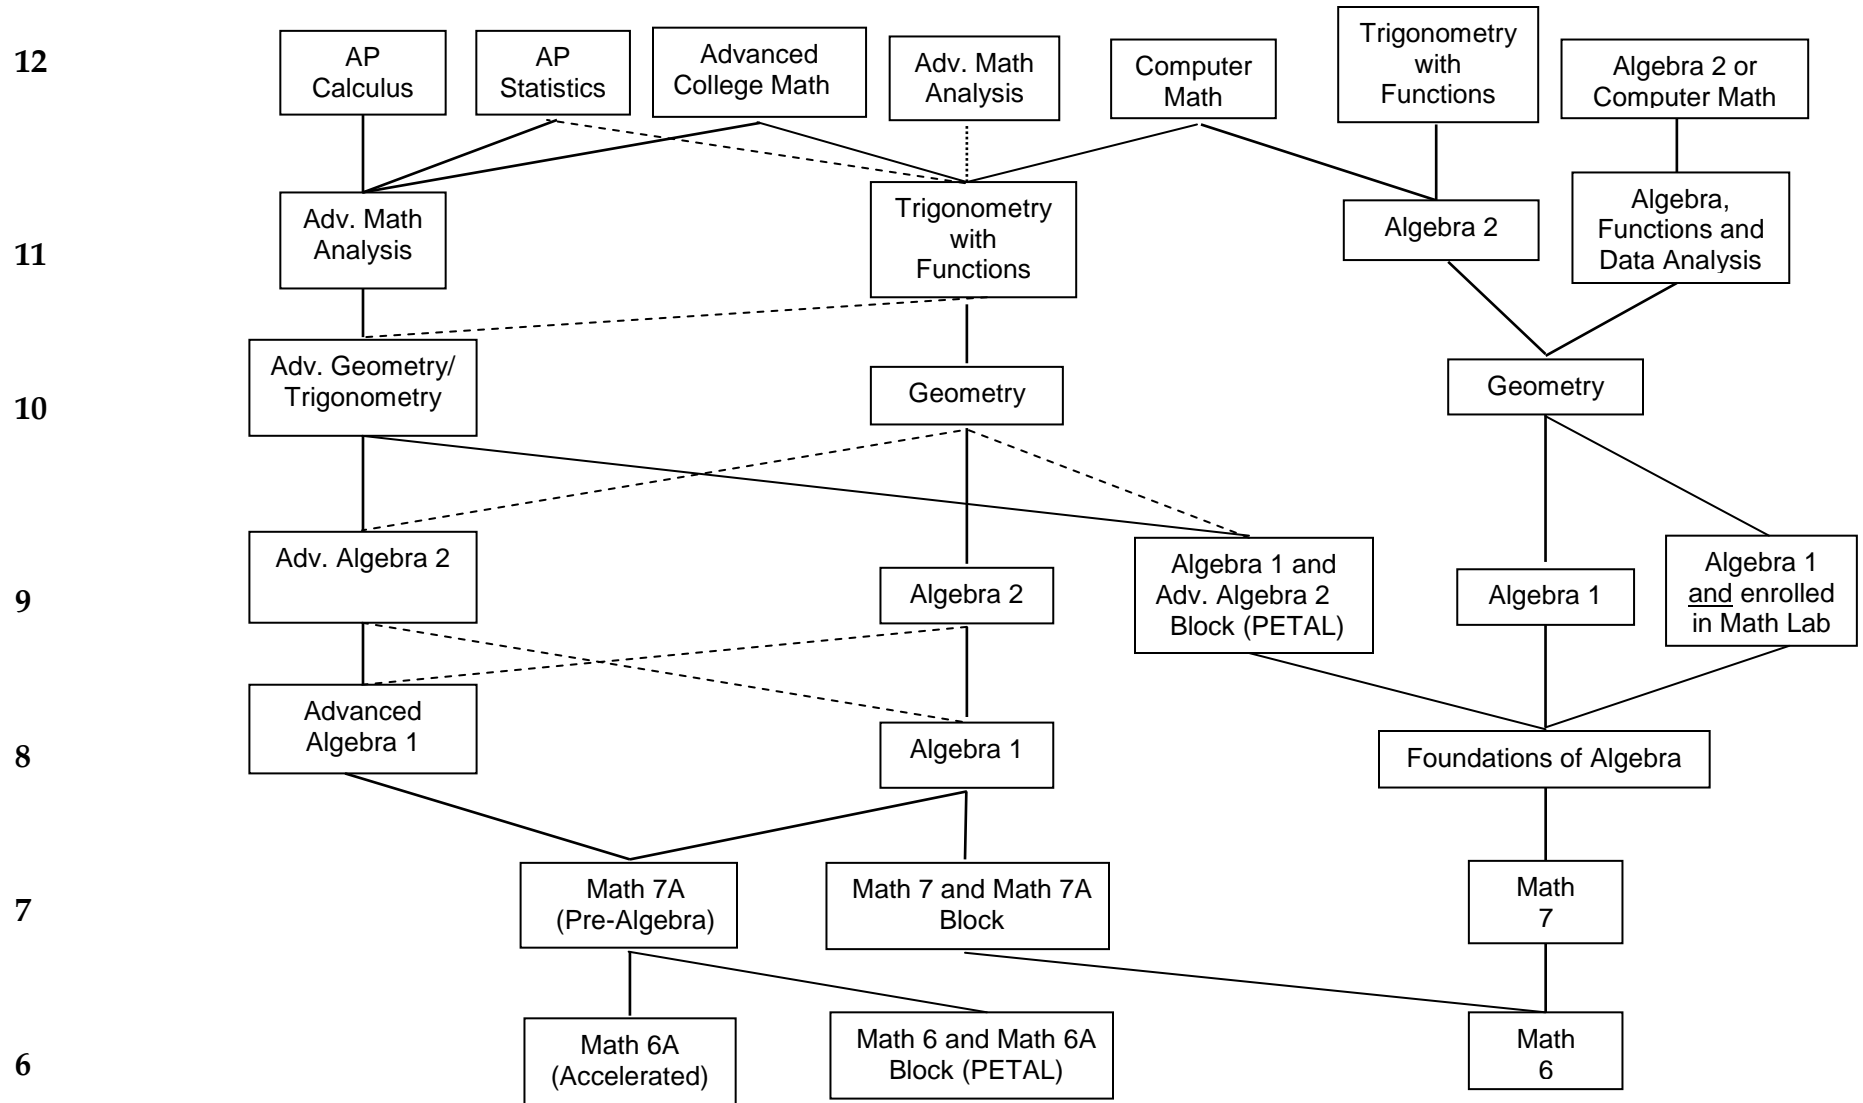 12
AP
Calculus
AP
Statistics
Advanced
College Math
Adv. Math
Analysis
Computer
Math
Trigonometry
with
Functions
Algebra 2 or
Computer Math
11
Adv. Math
Analysis
Trigonometry
with
Functions
Algebra 2
Algebra,
Functions and
Data Analysis
10
Adv. Geometry/
Trigonometry
Geometry
Geometry
9
Adv. Algebra 2
Algebra 2
Algebra 1 and
Adv. Algebra 2
Block (PETAL)
Algebra 1
Algebra 1
and enrolled
in Math Lab
8
Advanced
Algebra 1
Algebra 1
Foundations of Algebra
7
Math 7A
(Pre-Algebra)
Math 7 and Math 7A
Block
Math
7
6
Math 6A
(Accelerated)
Math 6 and Math 6A
Block (PETAL)
Math
6